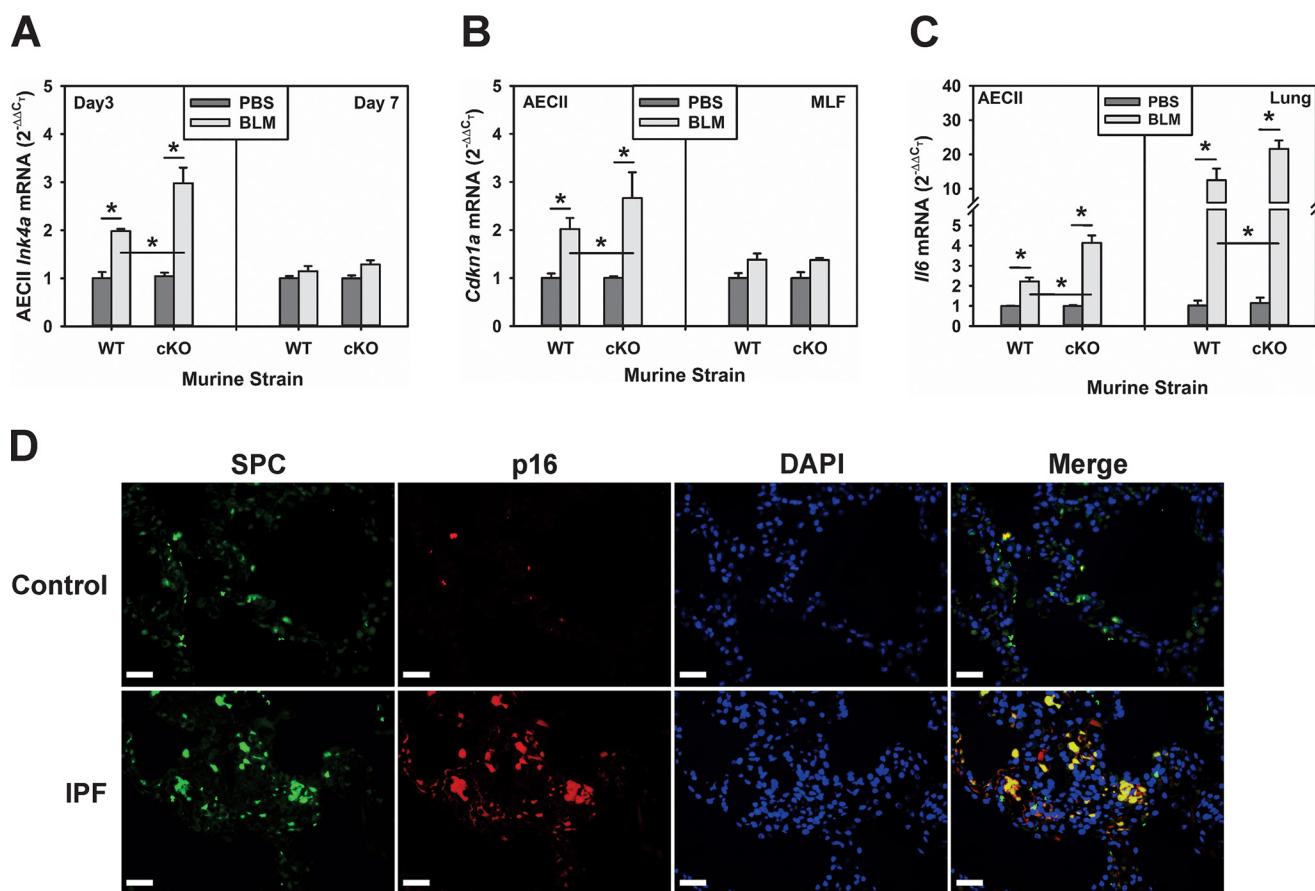 A
B
C
AECII Ink4a mRNA (2-ΔΔCT)
5
4
3
2
1
0
Day3
PBS
BLM
Day 7
*
*
*
WT
cKO
WT
cKO
Murine Strain
Cdkn1a mRNA (2-ΔΔCT)
5
4
3
2
1
0
AECII
PBS
BLM
MLF
*
*
*
WT
cKO
WT
cKO
Murine Strain
Il6 mRNA (2-ΔΔCT)
40
30
20
10
5
4
3
2
1
0
AECII
PBS
BLM
Lung
*
*
*
*
*
*
WT
cKO
WT
cKO
Murine Strain
D
SPC
p16
DAPI
Merge
Control
IPF